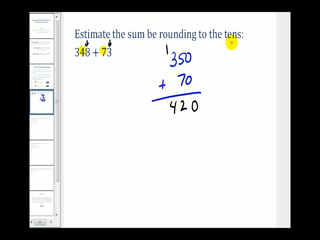 Estimate the sum be rounding to the tens:
348 + 73
1
350
+ 70
420